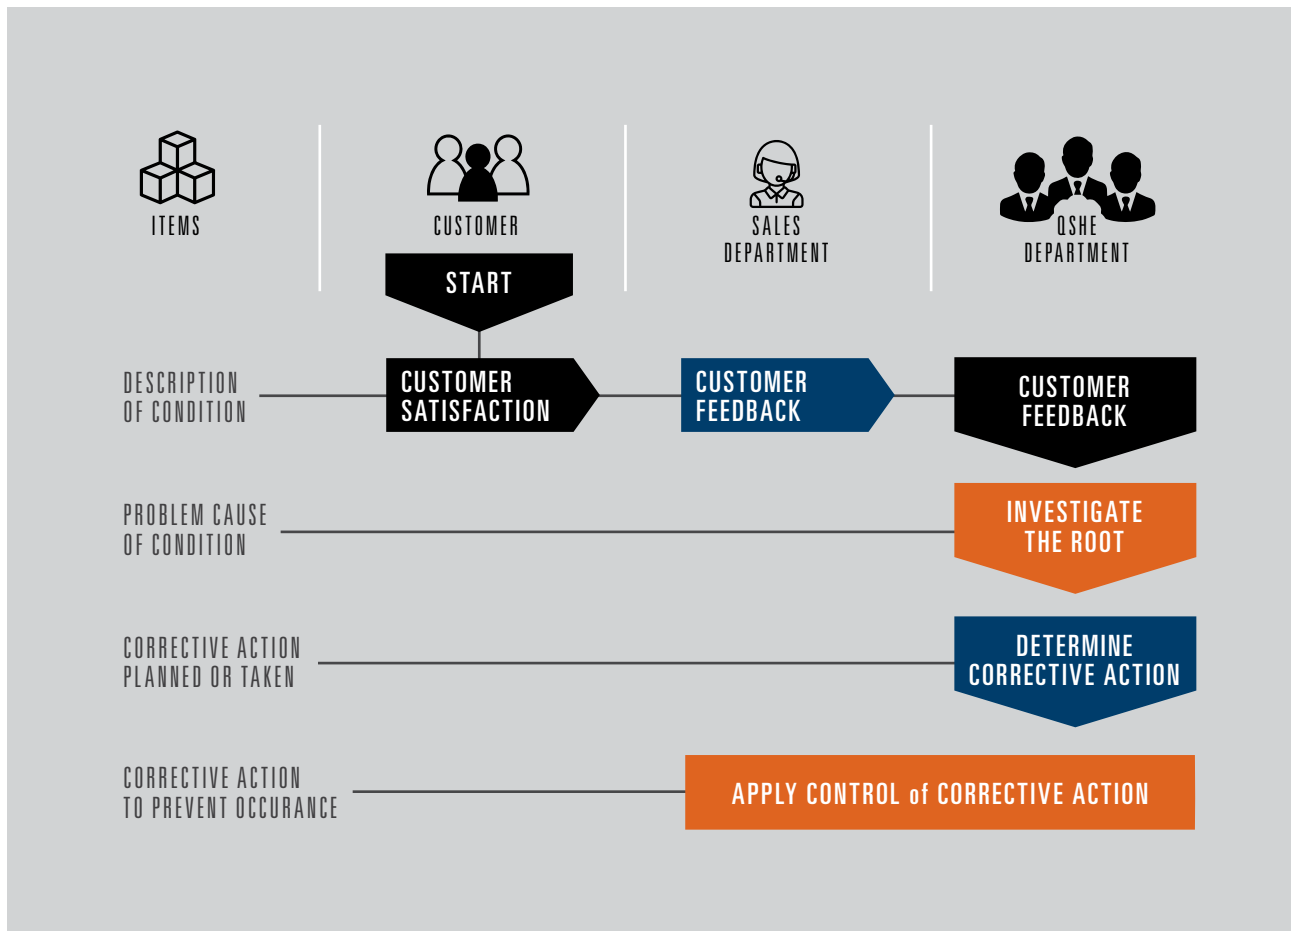 ITEMS
CUSTOMER
SALES
DEPARTMENT
QSHE
DEPARTMENT
START
DESCRIPTION
OF CONDITION
CUSTOMER
SATISFACTION
CUSTOMER
FEEDBACK
CUSTOMER
FEEDBACK
PROBLEM CAUSE
OF CONDITION
INVESTIGATE
THE ROOT
CORRECTIVE ACTION
PLANNED OR TAKEN
DETERMINE
CORRECTIVE ACTION
CORRECTIVE ACTION
TO PREVENT OCCURANCE
APPLY CONTROL of CORRECTIVE ACTION